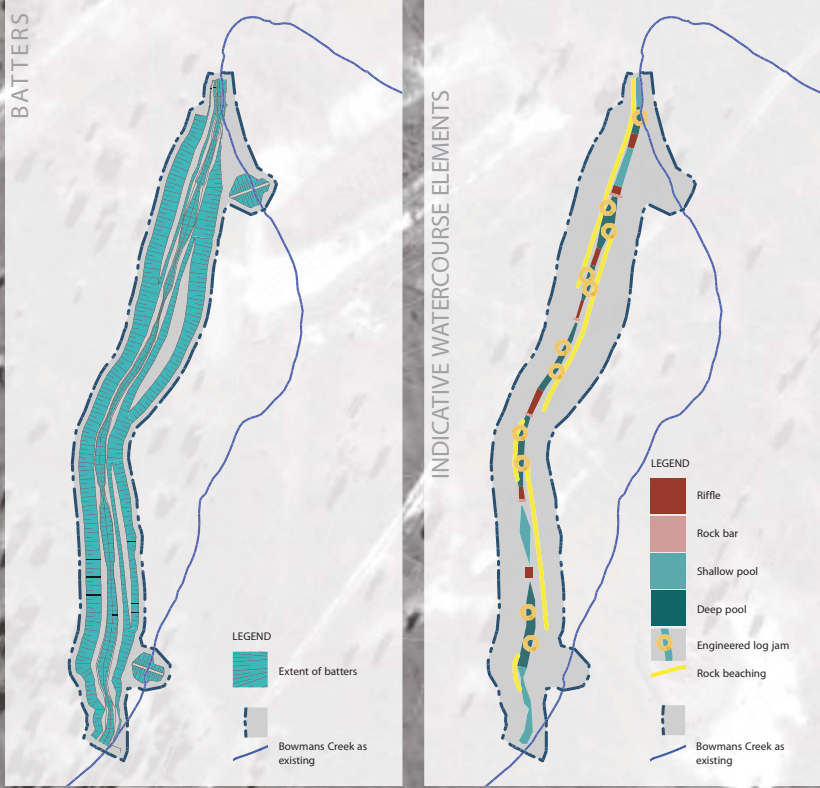 BATTERS
LEGEND
Extent of batters
Bowmans Creek as
existing
INDICATIVE WATERCOURSE ELEMENTS
LEGEND
Riffle
Rock bar
Shallow pool
Deep pool
Engineered log jam
Rock beaching
Bowmans Creek as
existing